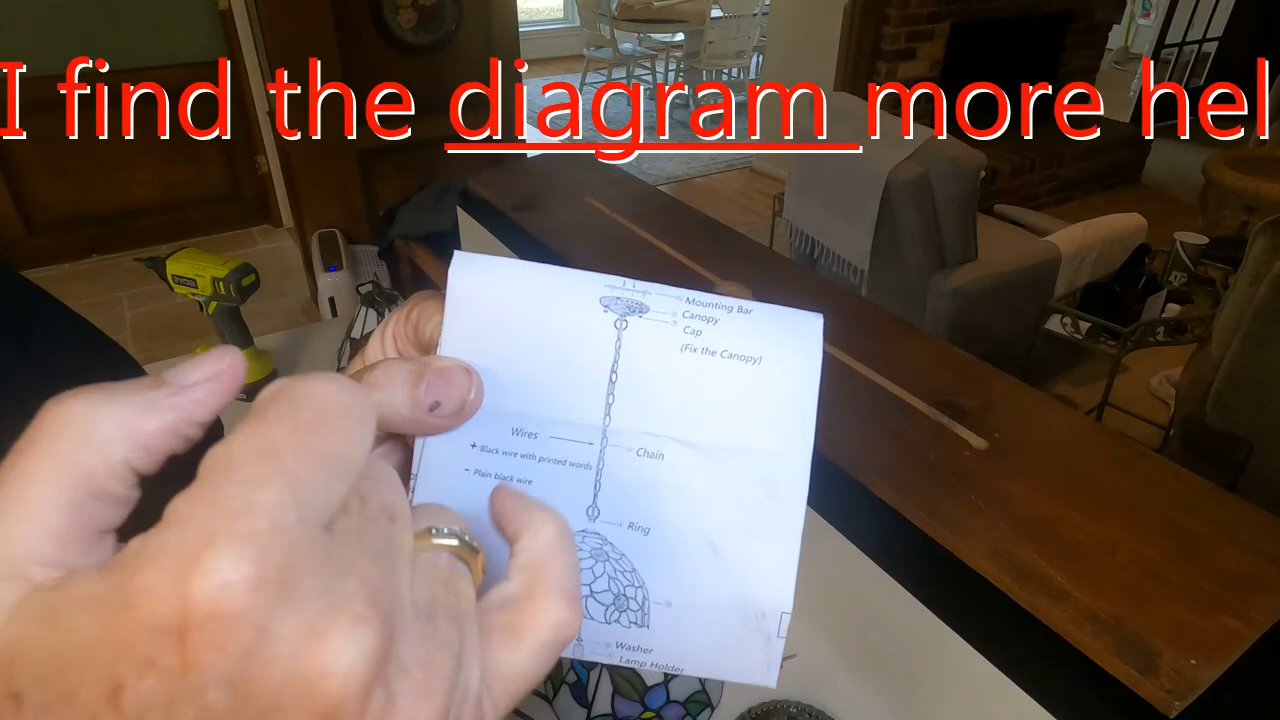 I find the diagram more hel
RYOBI
Mounting Bar
Canopy
Cap
(Fix the Canopy)
Wires
+ Black wire with printed words
- Plain black wire
Chain
Ring
Washer
Lamp Holder